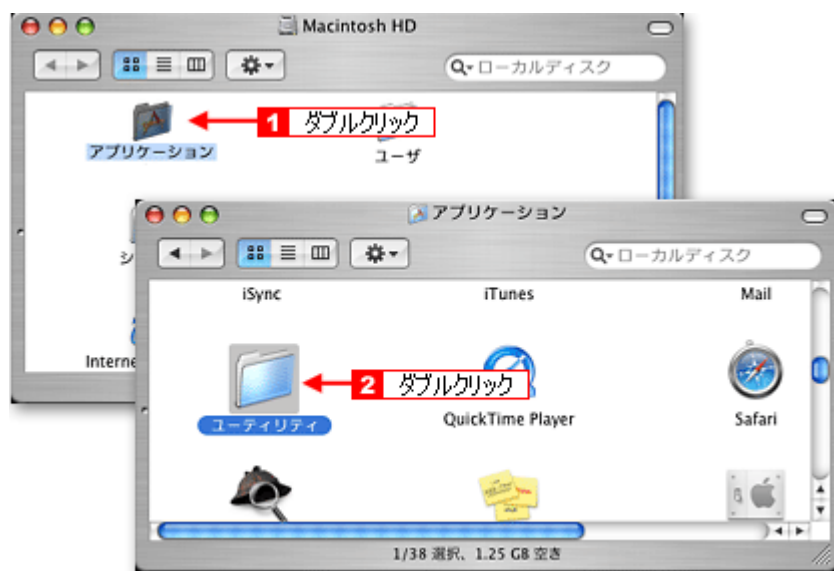 Macintosh HD
ローカルディスク
1 ダブルクリック
アプリケーション
ユーザ
シ
Interne
アプリケーション
ローカルディスク
iSync
iTunes
Mail
2 ダブルクリック
ユーティリティ
QuickTime Player
Safari
1/38 選択、1.25 GB 空き